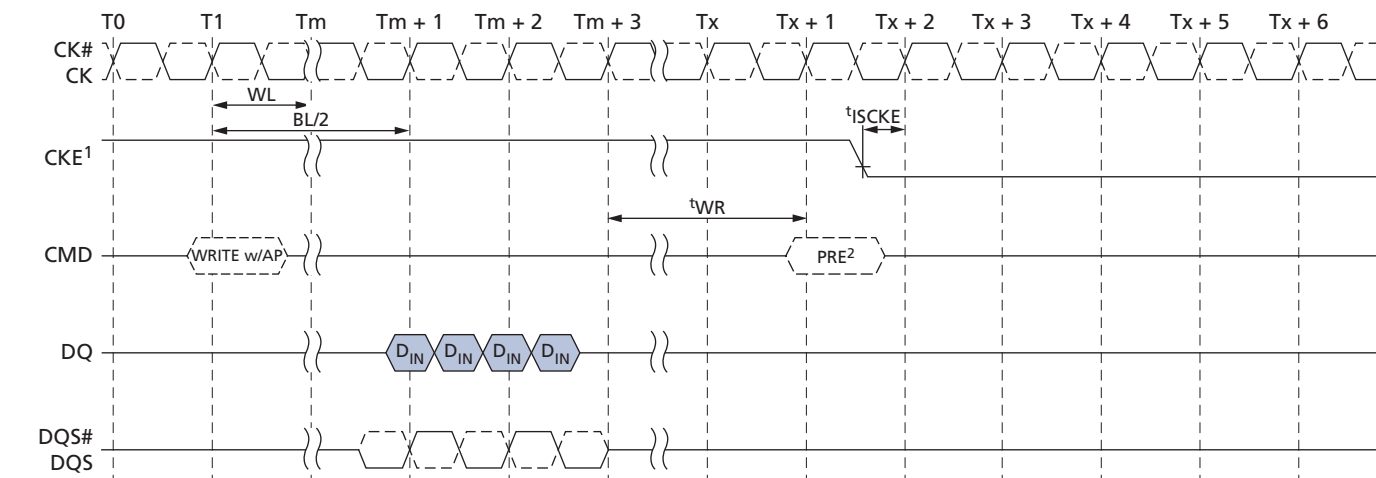 T0 T1 Tm Tm + 1 Tm + 2 Tm + 3 Tx Tx + 1 Tx + 2 Tx + 3 Tx + 4 Tx + 5 Tx + 6
CK#
CK
WL
BL/2
tISCKE
CKE1
tWR
CMD WRITE w/AP PRE2
DQ DIN DIN DIN DIN
DQS#
DQS